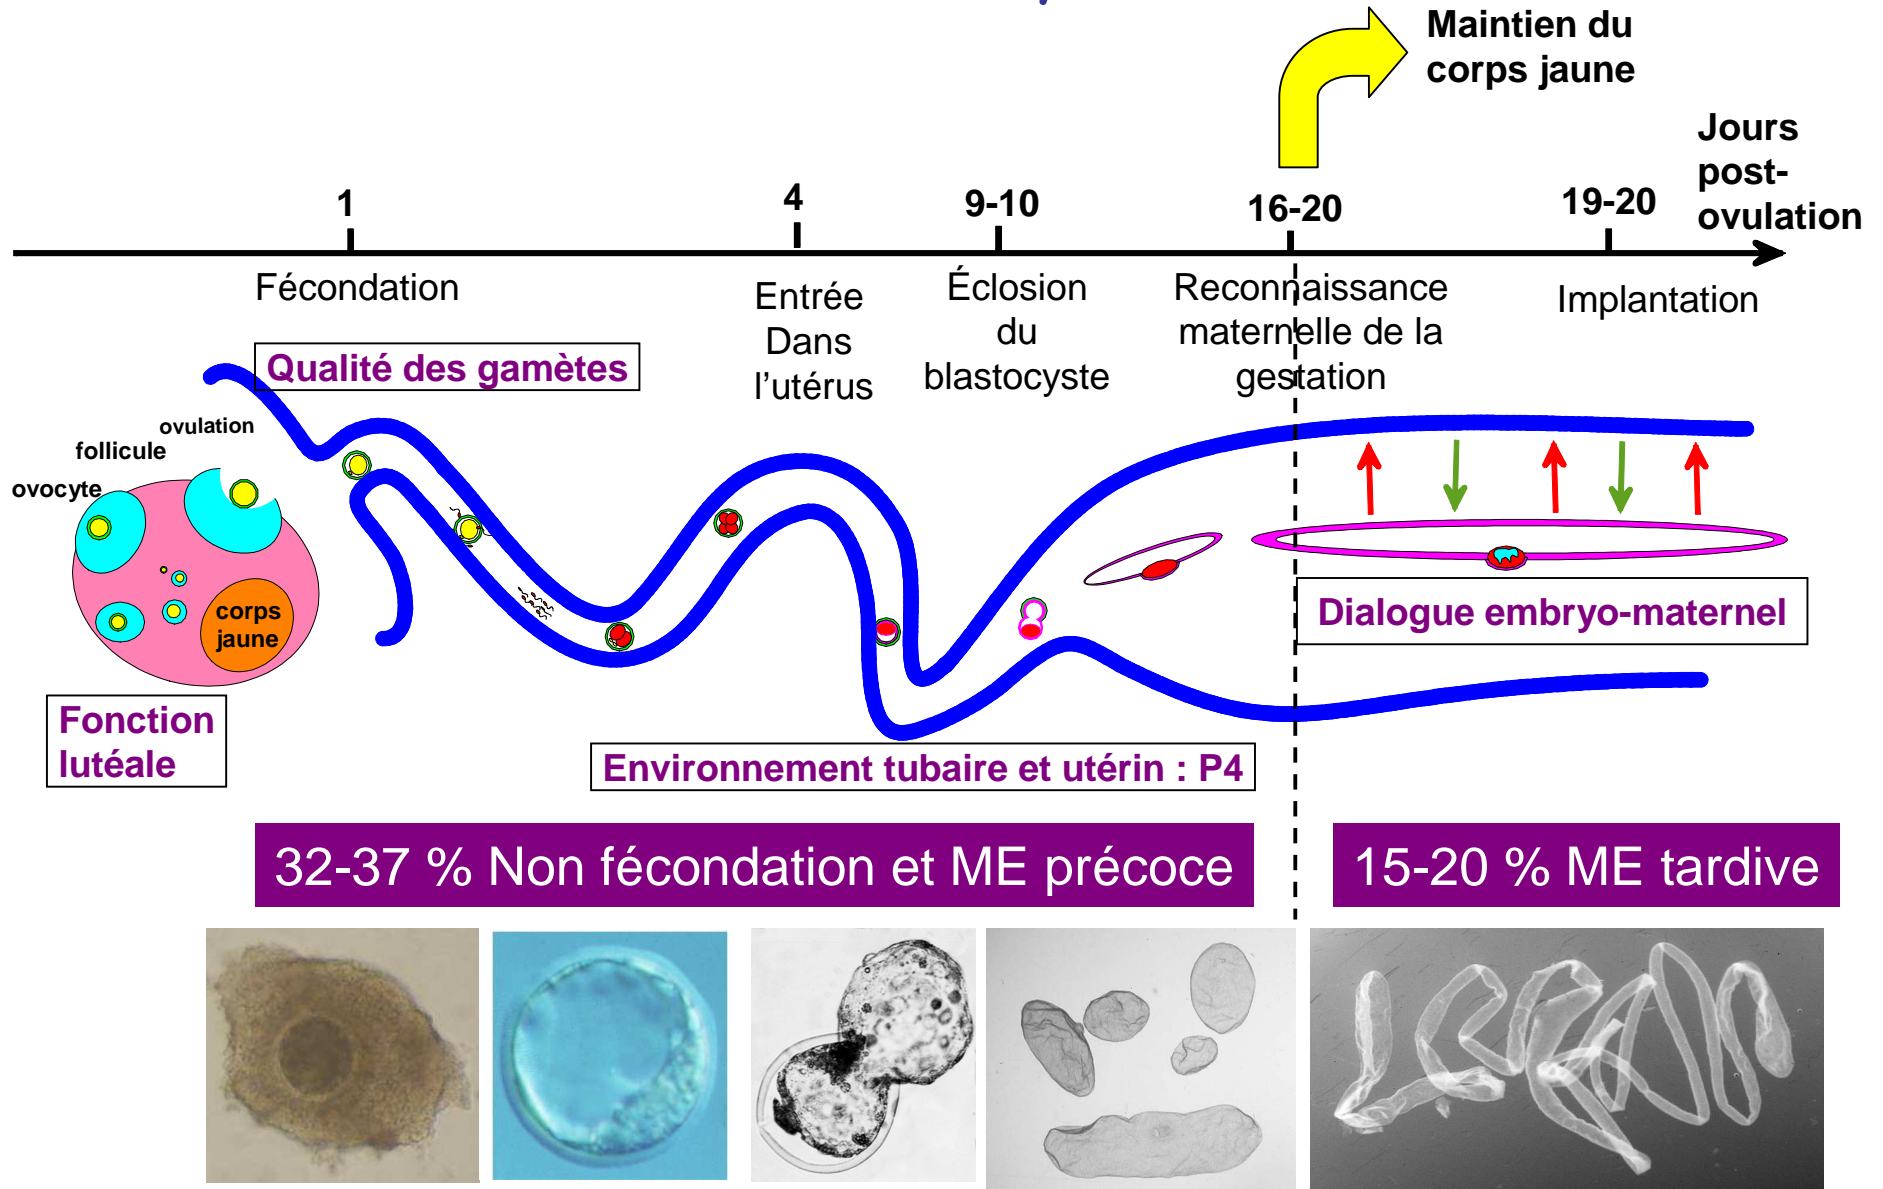 Maintien du
corps jaune
Jours
post-
ovulation
1
4
9-10
16-20
19-20
Fécondation
Entrée
Dans
l'utérus
Éclosion
du
blastocyste
Reconnaissance
maternelle de la
gestation
Implantation
Qualité des gamètes
ovulation
follicule
ovocyte
corps
jaune
Dialogue embryo-maternel
Fonction
lutéale
Environnement tubaire et utérin : P4
32-37 % Non fécondation et ME précoce
15-20 % ME tardive